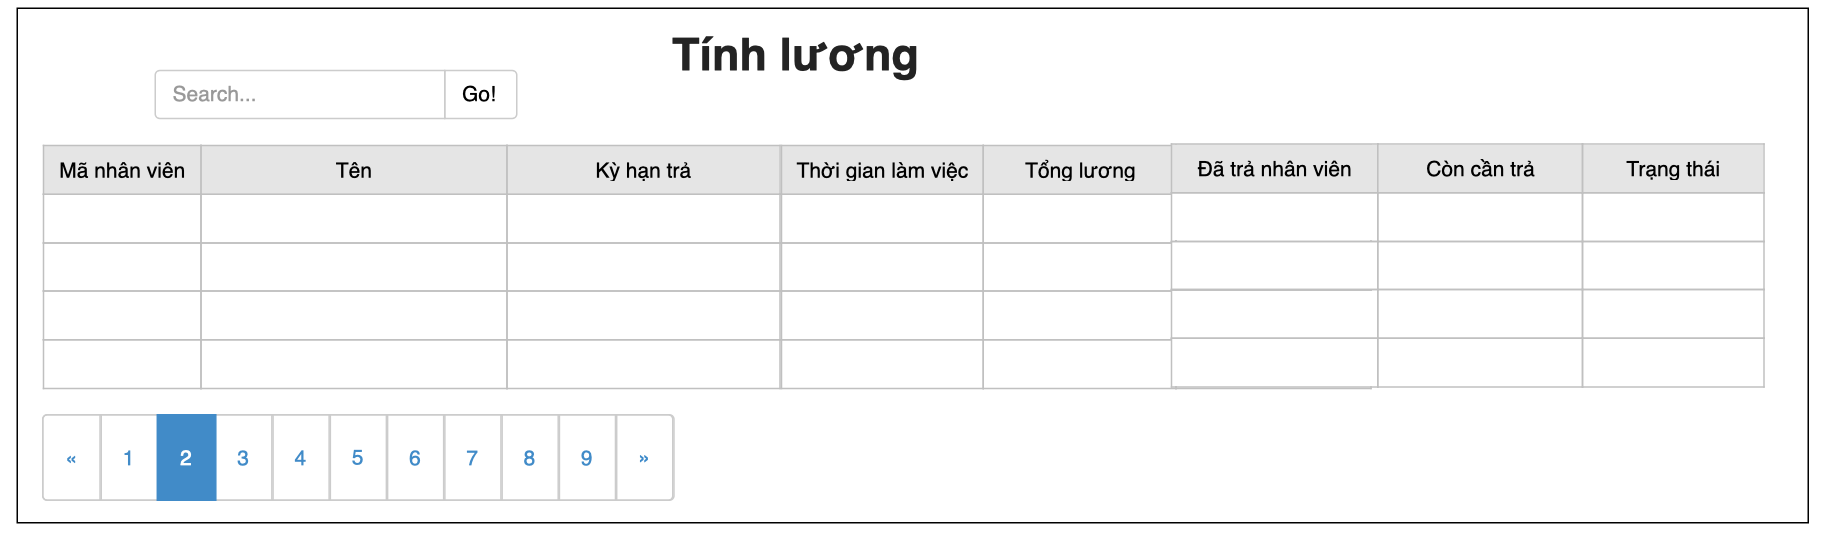 Tính lương
Search... Go!
Mã nhân viên Tên Kỳ hạn trả Thời gian làm việc Tổng lương Đã trả nhân viên Còn cần trả Trạng thái
« 1 2 3 4 5 6 7 8 9 »